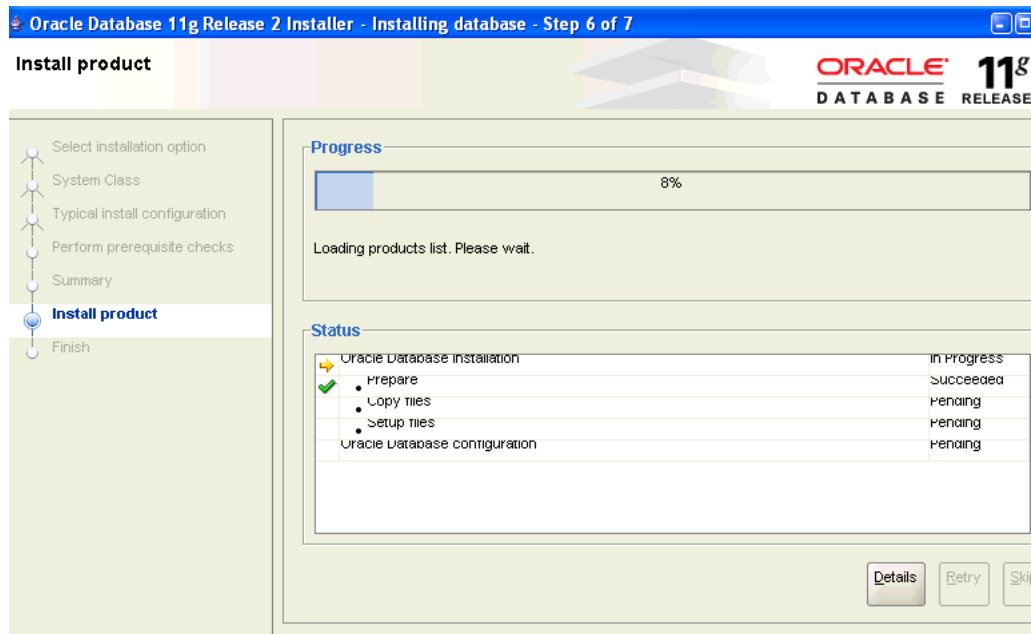 Oracle Database 11g Release 2 Installer - Installing database - Step 6 of 7
Install product
ORACLE
DATABASE
11g
RELEASE
Select installation option
System Class
Typical install configuration
Perform prerequisite checks
Summary
Install product
Finish
Progress
8%
Loading products list. Please wait.
Status
Oracle Database installation In Progress
• Prepare Succeeded
• Copy files Pending
• Setup files Pending
Oracle Database configuration Pending
Details Retry